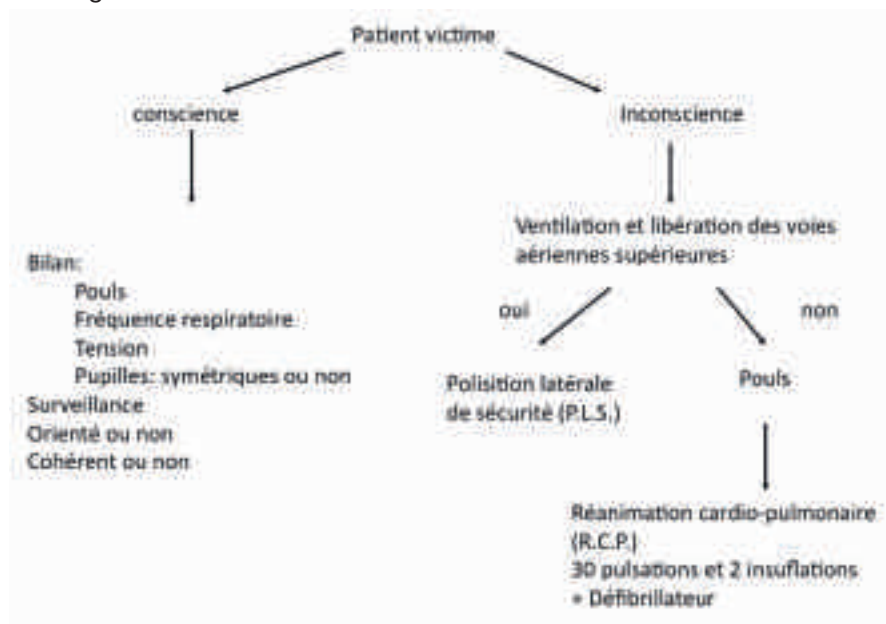 Patient victime
conscience
Inconscience
Ventilation et libération des voies
aériennes supérieures
Bilan:
Pouls
Fréquence respiratoire
Tension
Pupilles: symétriques ou non
Surveillance
Orienté ou non
Cohérent ou non
oui
non
Polisition latérale
de sécurité (P.L.S.)
Pouls
Réanimation cardio-pulmonaire
(R.C.P.)
30 pulsations et 2 insuflations
+ Défibrillateur